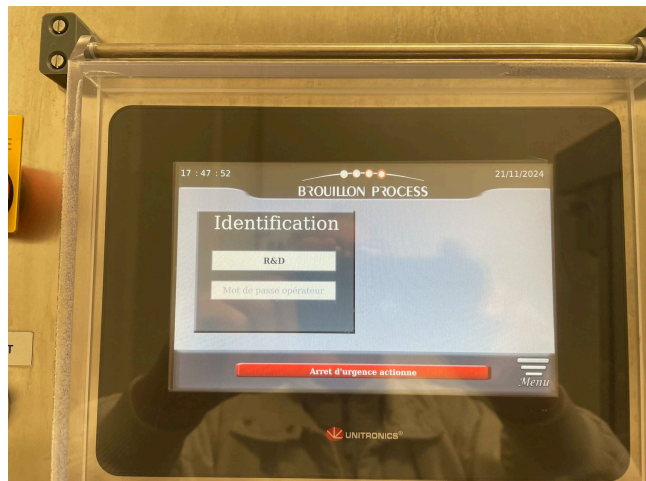 17 : 47 : 52
21/11/2024
BROUILLON PROCESS
Identification
R&D
Mot de passe opérateur
Arret d'urgence actionne
Menu
UNITRONICS®
T